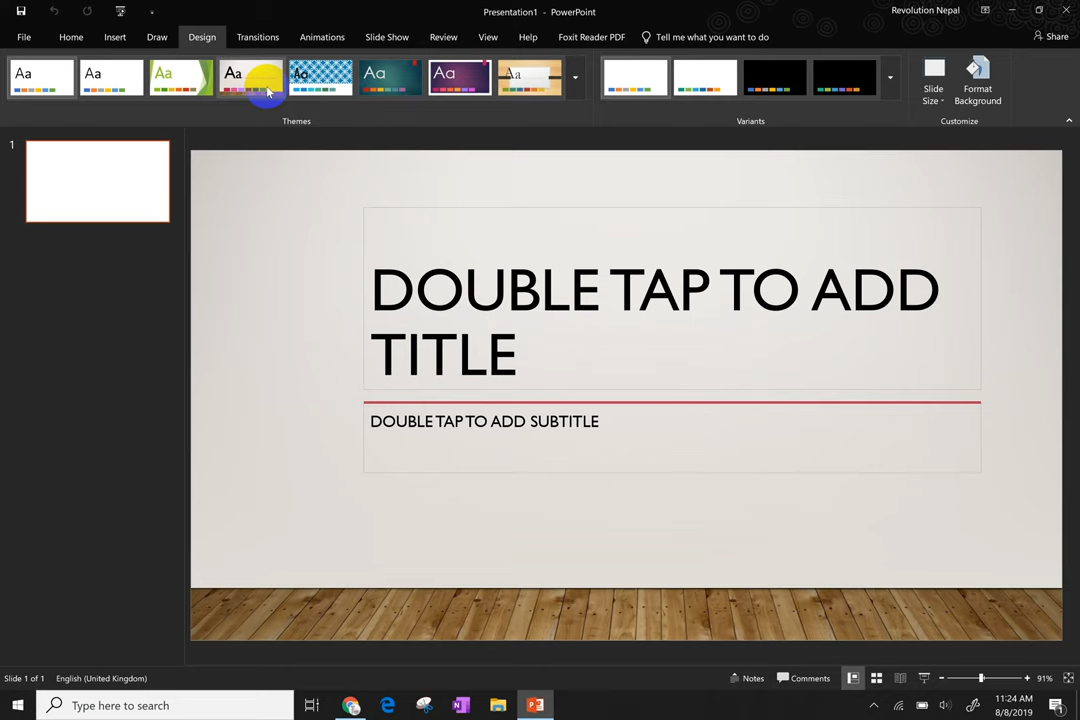 Presentation1 - PowerPoint
Revolution Nepal
File Home Insert Draw Design Transitions Animations Slide Show Review View Help Foxit Reader PDF Tell me what you want to do Share
Aa Aa Aa Aa Aa Aa Aa Aa
Slide Size
Format Background
Themes Variants Customize
1
DOUBLE TAP TO ADD
TITLE
DOUBLE TAP TO ADD SUBTITLE
Slide 1 of 1 English (United Kingdom) Notes Comments 91%
Type here to search
11:24 AM
8/8/2019
1